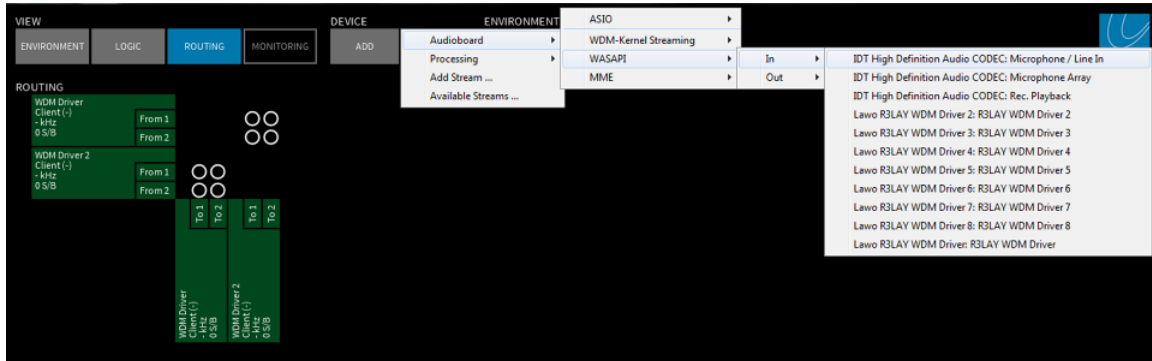 VIEW
DEVICE
ENVIRONMENT
ENVIRONMENT
LOGIC
ROUTING
MONITORING
ADD
Audioboard
Processing
Add Stream ...
Available Streams ...
ASIO
WDM-Kernel Streaming
WASAPI
MME
In
Out
IDT High Definition Audio CODEC: Microphone / Line In
IDT High Definition Audio CODEC: Microphone Array
IDT High Definition Audio CODEC: Rec. Playback
Lawo R3LAY WDM Driver 2: R3LAY WDM Driver 2
Lawo R3LAY WDM Driver 3: R3LAY WDM Driver 3
Lawo R3LAY WDM Driver 4: R3LAY WDM Driver 4
Lawo R3LAY WDM Driver 5: R3LAY WDM Driver 5
Lawo R3LAY WDM Driver 6: R3LAY WDM Driver 6
Lawo R3LAY WDM Driver 7: R3LAY WDM Driver 7
Lawo R3LAY WDM Driver 8: R3LAY WDM Driver 8
Lawo R3LAY WDM Driver: R3LAY WDM Driver
ROUTING
WDM Driver
Client (-)
- kHz
0 S/B
From 1
From 2
WDM Driver 2
Client (-)
- kHz
0 S/B
From 1
From 2
To 1
To 2
To 1
To 2
WDM Driver
Client (-)
- kHz
0 S/B
WDM Driver 2
Client (-)
- kHz
0 S/B